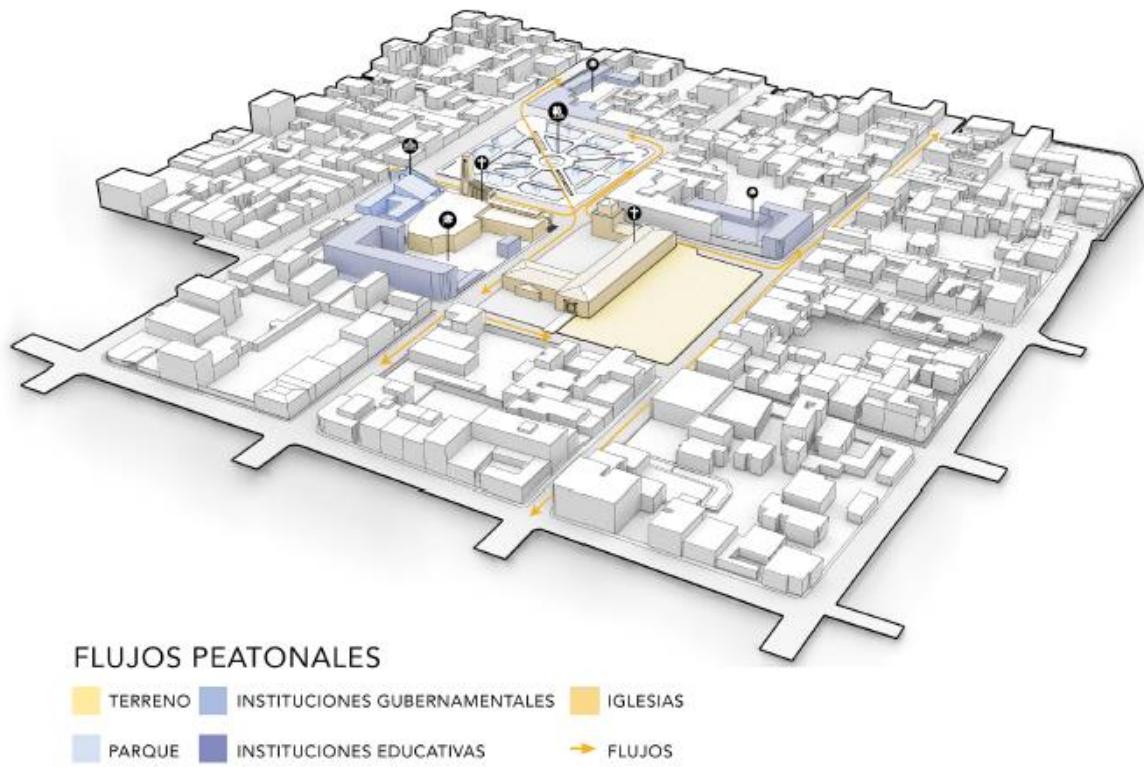 FLUJOS PEATONALES
TERRENO INSTITUCIONES GUBERNAMENTALES IGLESIAS
PARQUE INSTITUCIONES EDUCATIVAS FLUJOS